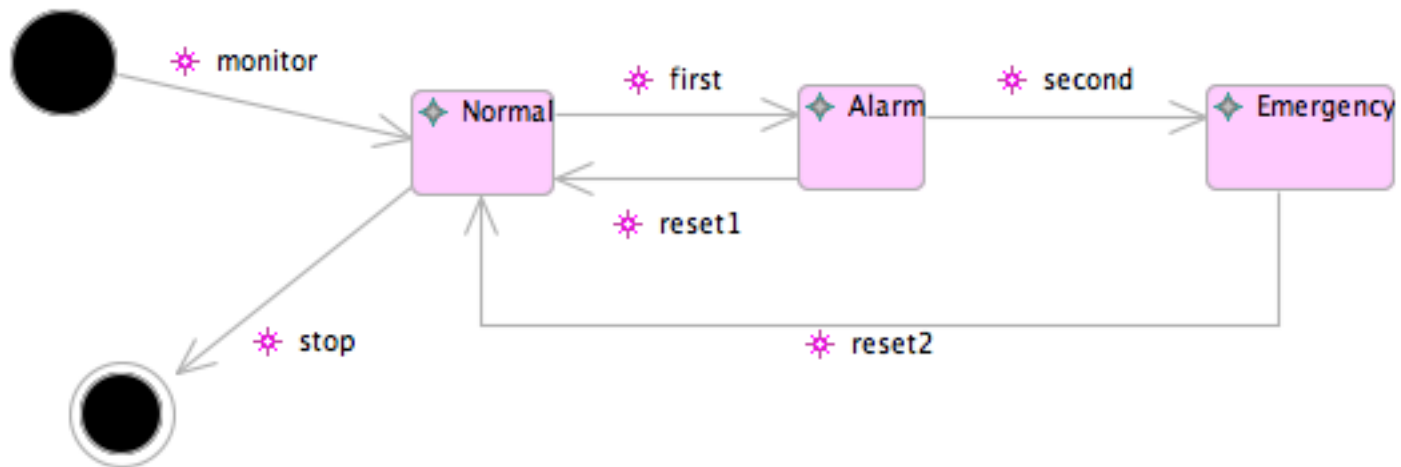 monitor
first
second
Normal
Alarm
Emergency
reset1
stop
reset2